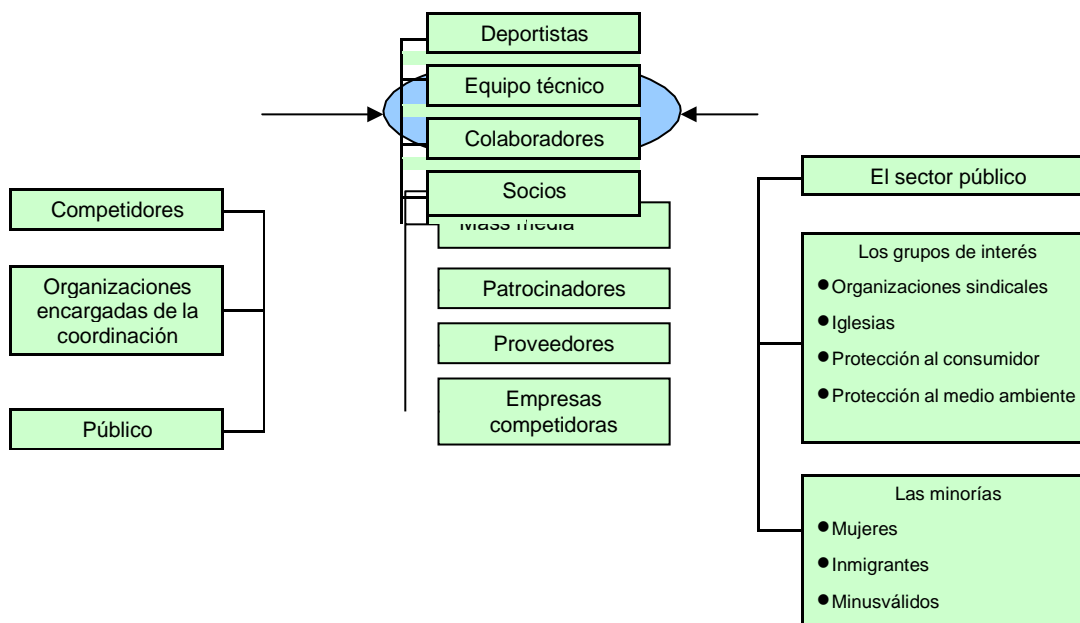 Deportistas
Equipo técnico
Colaboradores
Socios
Mass media
Patrocinadores
Proveedores
Empresas
competidoras
Competidores
Organizaciones
encargadas de la
coordinación
Público
El sector público
Los grupos de interés
● Organizaciones sindicales
● Iglesias
● Protección al consumidor
● Protección al medio ambiente
Las minorías
● Mujeres
● Inmigrantes
● Minusválidos